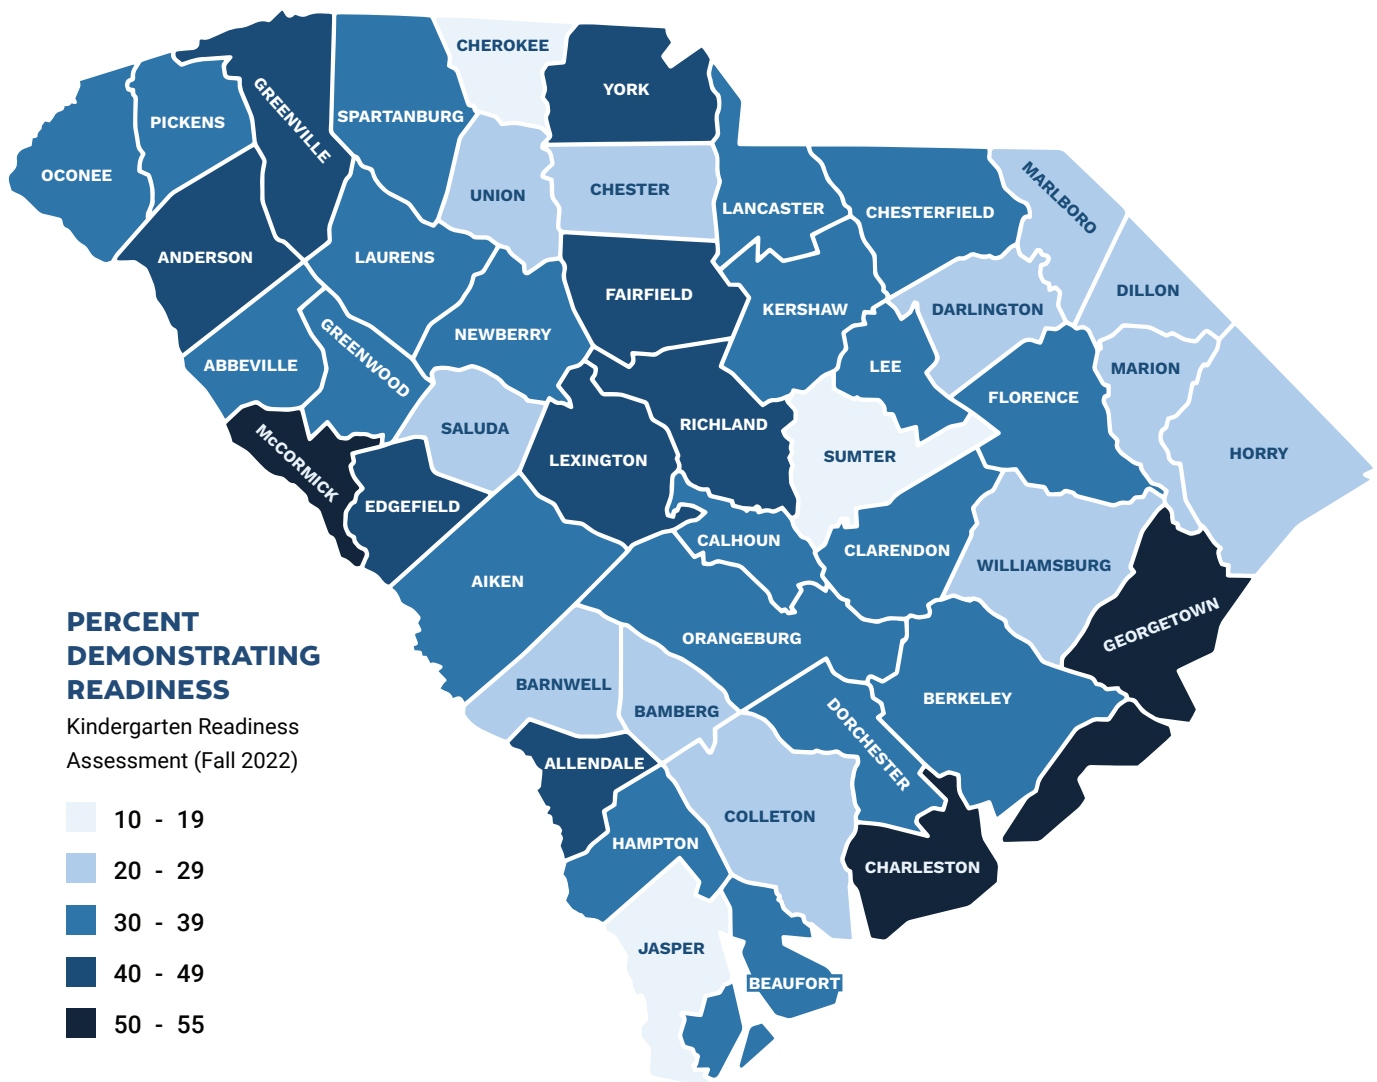 CHEROKEE
YORK
GREENVILLE
SPARTANBURG
PICKENS
OCONEE
UNION
CHESTER
LANCASTER
CHESTERFIELD
MARLBORO
ANDERSON
LAURENS
FAIRFIELD
KERSHAW
DARLINGTON
DILLON
NEWBERRY
GREENWOOD
ABBEVILLE
LEE
MARION
FLORENCE
SALUDA
RICHLAND
HORRY
McCORMICK
LEXINGTON
SUMTER
EDGEFIELD
CALHOUN
CLARENDON
WILLIAMSBURG
AIKEN
GEORGETOWN
ORANGEBURG
BARNWELL
BAMBERG
BERKELEY
DORCHESTER
ALLENDALE
COLLETON
HAMPTON
CHARLESTON
JASPER
BEAUFORT
PERCENT
DEMONSTRATING
READINESS
Kindergarten Readiness
Assessment (Fall 2022)
10 - 19
20 - 29
30 - 39
40 - 49
50 - 55